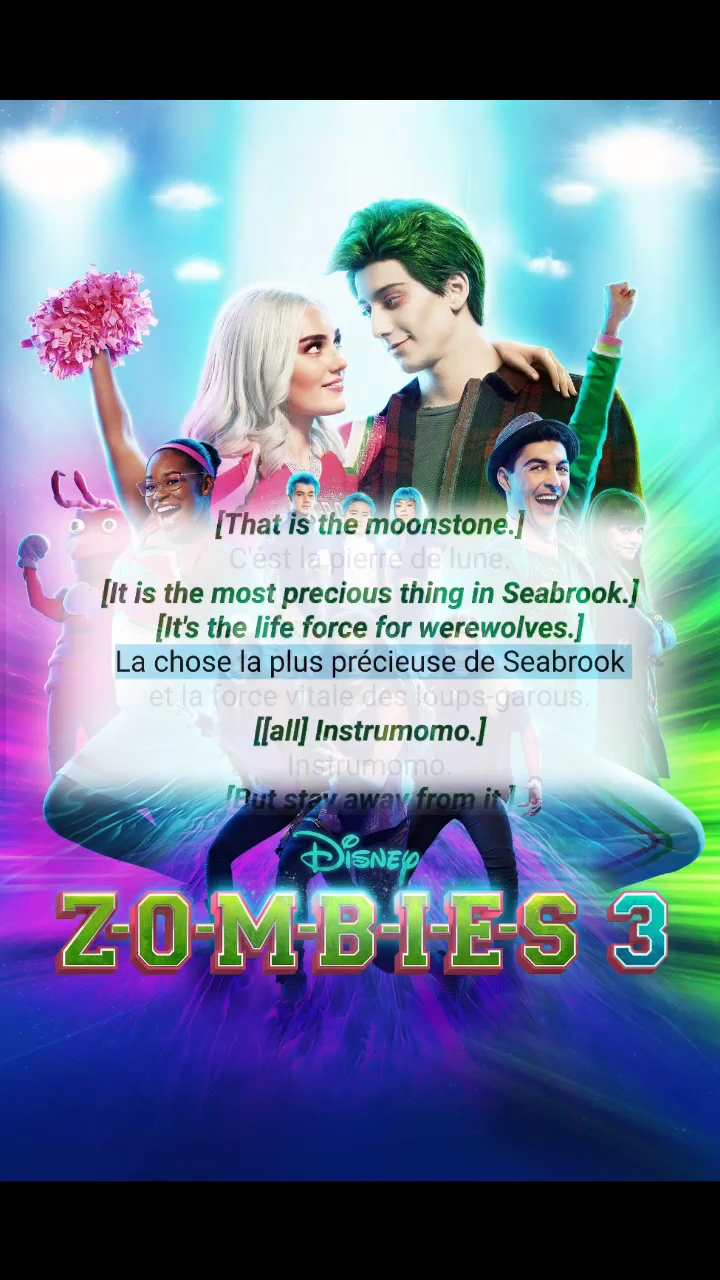 [That is the moonstone.]
C'est la pierre de lune.
[It is the most precious thing in Seabrook.]
[It's the life force for werewolves.]
La chose la plus précieuse de Seabrook
et la force vitale des loups-garous.
[[all] Instrumomo.]
Instrumomo.
[But stay away from it.]
Disney
Z-O-M-B-I-E-S 3